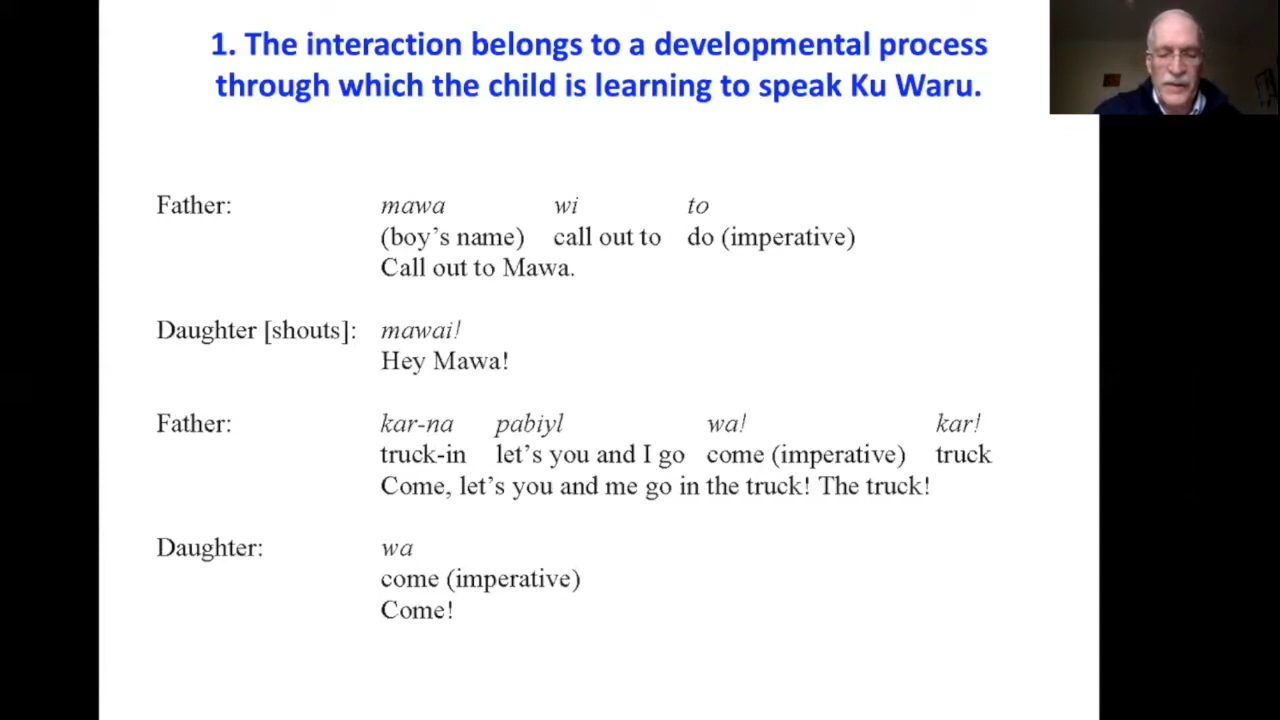 1. The interaction belongs to a developmental process
through which the child is learning to speak Ku Waru.
Father: mawa wi to
(boy’s name) call out to do (imperative)
Call out to Mawa.
Daughter [shouts]: mawai!
Hey Mawa!
Father: kar-na pabiyl wa! kar!
truck-in let’s you and I go come (imperative) truck
Come, let’s you and me go in the truck! The truck!
Daughter: wa
come (imperative)
Come!